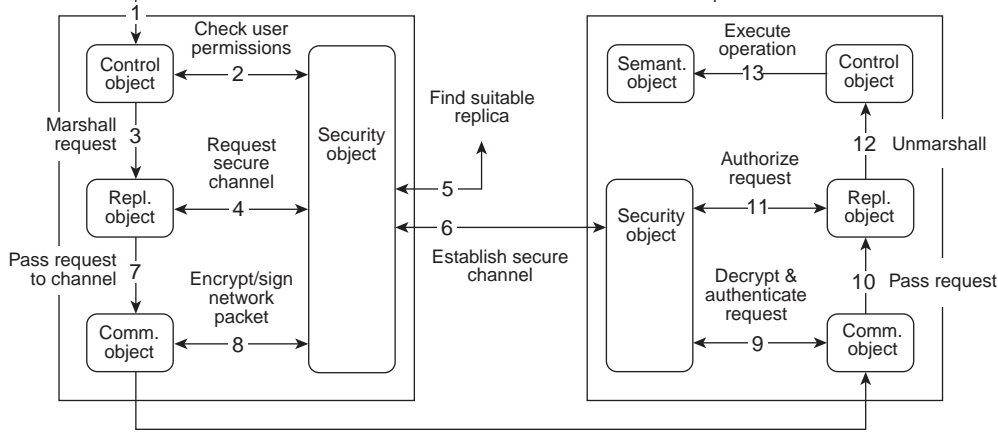 1
Check user
permissions
Control
object
2
Marshall
request
3
Security
object
Request
secure
channel
Repl.
object
4
Find suitable
replica
5
6
Establish secure
channel
Pass request
to channel
7
Encrypt/sign
network
packet
Comm.
object
8
Execute
operation
Semant.
object
13
Control
object
12
Unmarshall
Authorize
request
Security
object
11
Repl.
object
10
Pass request
Decrypt &
authenticate
request
9
Comm.
object